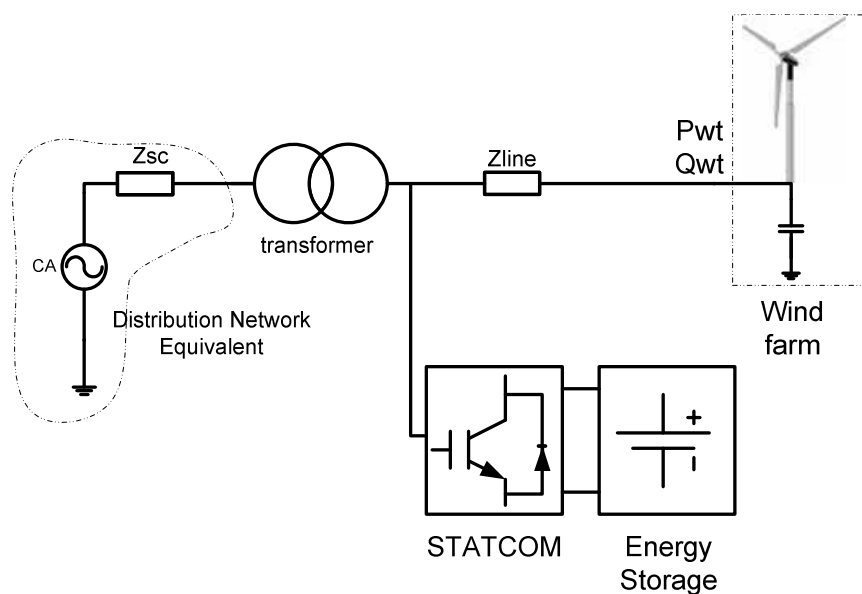 Pwt
Qwt
Zsc
Zline
transformer
CA
Distribution Network
Equivalent
Wind
farm
+
STATCOM
Energy
Storage